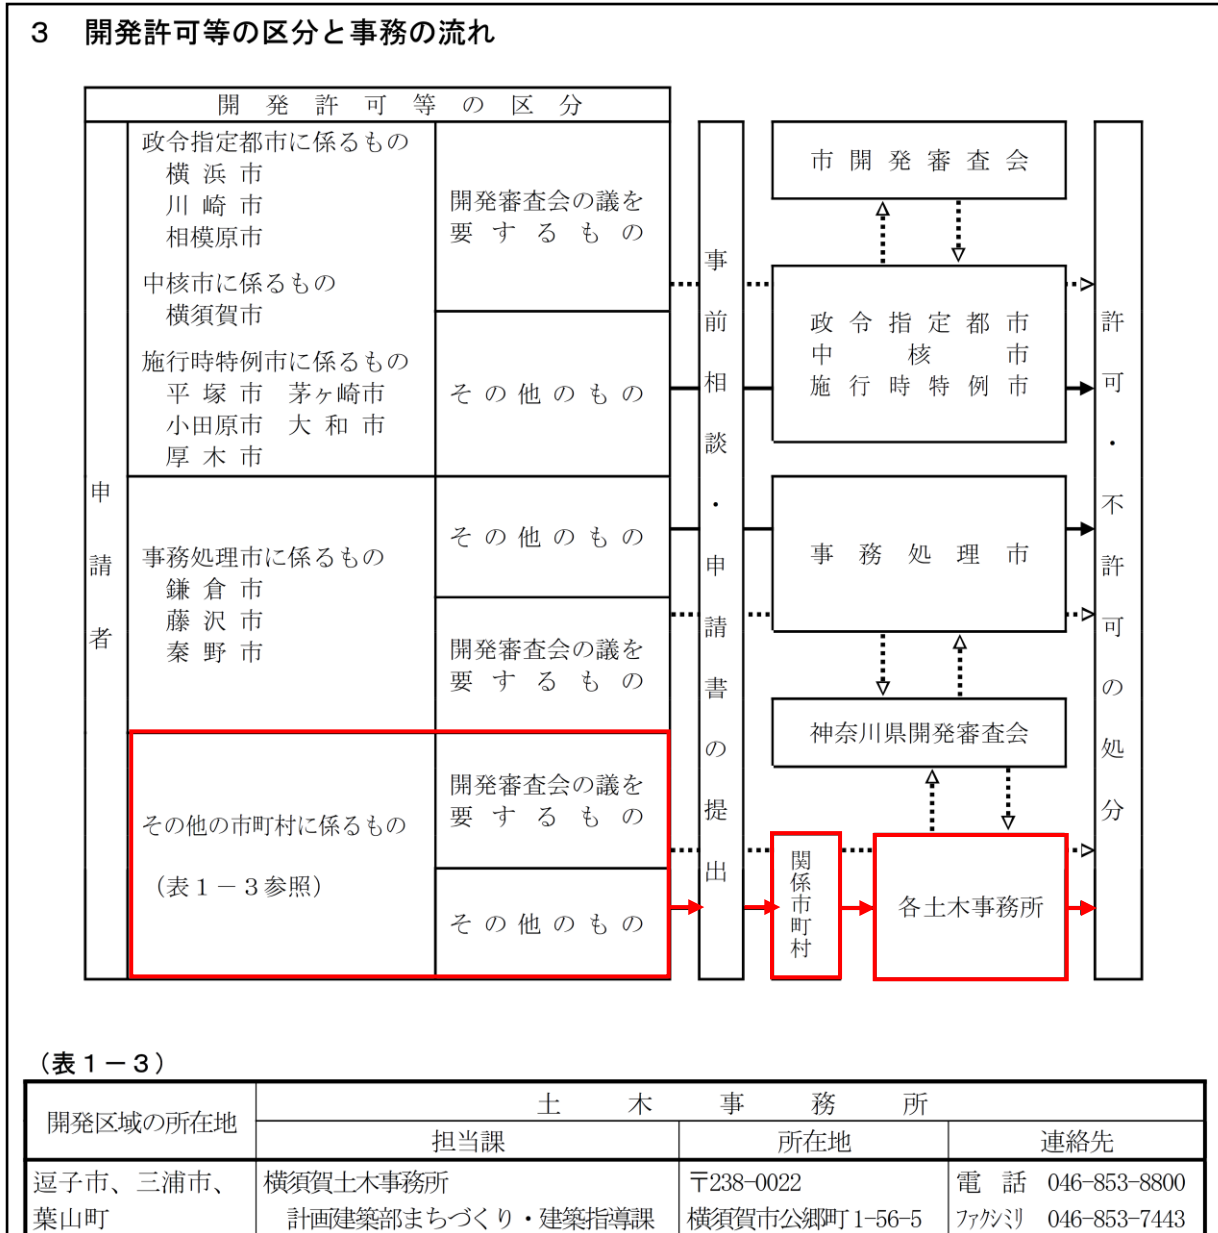 ３　開発許可等の区分と事務の流れ
開発許可等の区分
申請者
政令指定都市に係るもの
横浜市
川崎市
相模原市
中核市に係るもの
横須賀市
施行時特例市に係るもの
平塚市　茅ヶ崎市
小田原市　大和市
厚木市
開発審査会の議を
要するもの
その他のもの
事務処理市に係るもの
鎌倉市
藤沢市
秦野市
その他のもの
開発審査会の議を
要するもの
その他の市町村に係るもの
（表１－３参照）
開発審査会の議を
要するもの
その他のもの
事前相談・申請書の提出
市開発審査会
政令指定都市
中核市
施行時特例市
事務処理市
神奈川県開発審査会
関係市町村
各土木事務所
許可・不許可の処分
（表１－３）
開発区域の所在地
土木事務所
担当課　所在地　連絡先
逗子市、三浦市、　横須賀土木事務所　〒238-0022　電話　046-853-8800
葉山町　計画建築部まちづくり・建築指導課　横須賀市公郷町1-56-5　ﾌｧｸｼﾐﾘ　046-853-7443